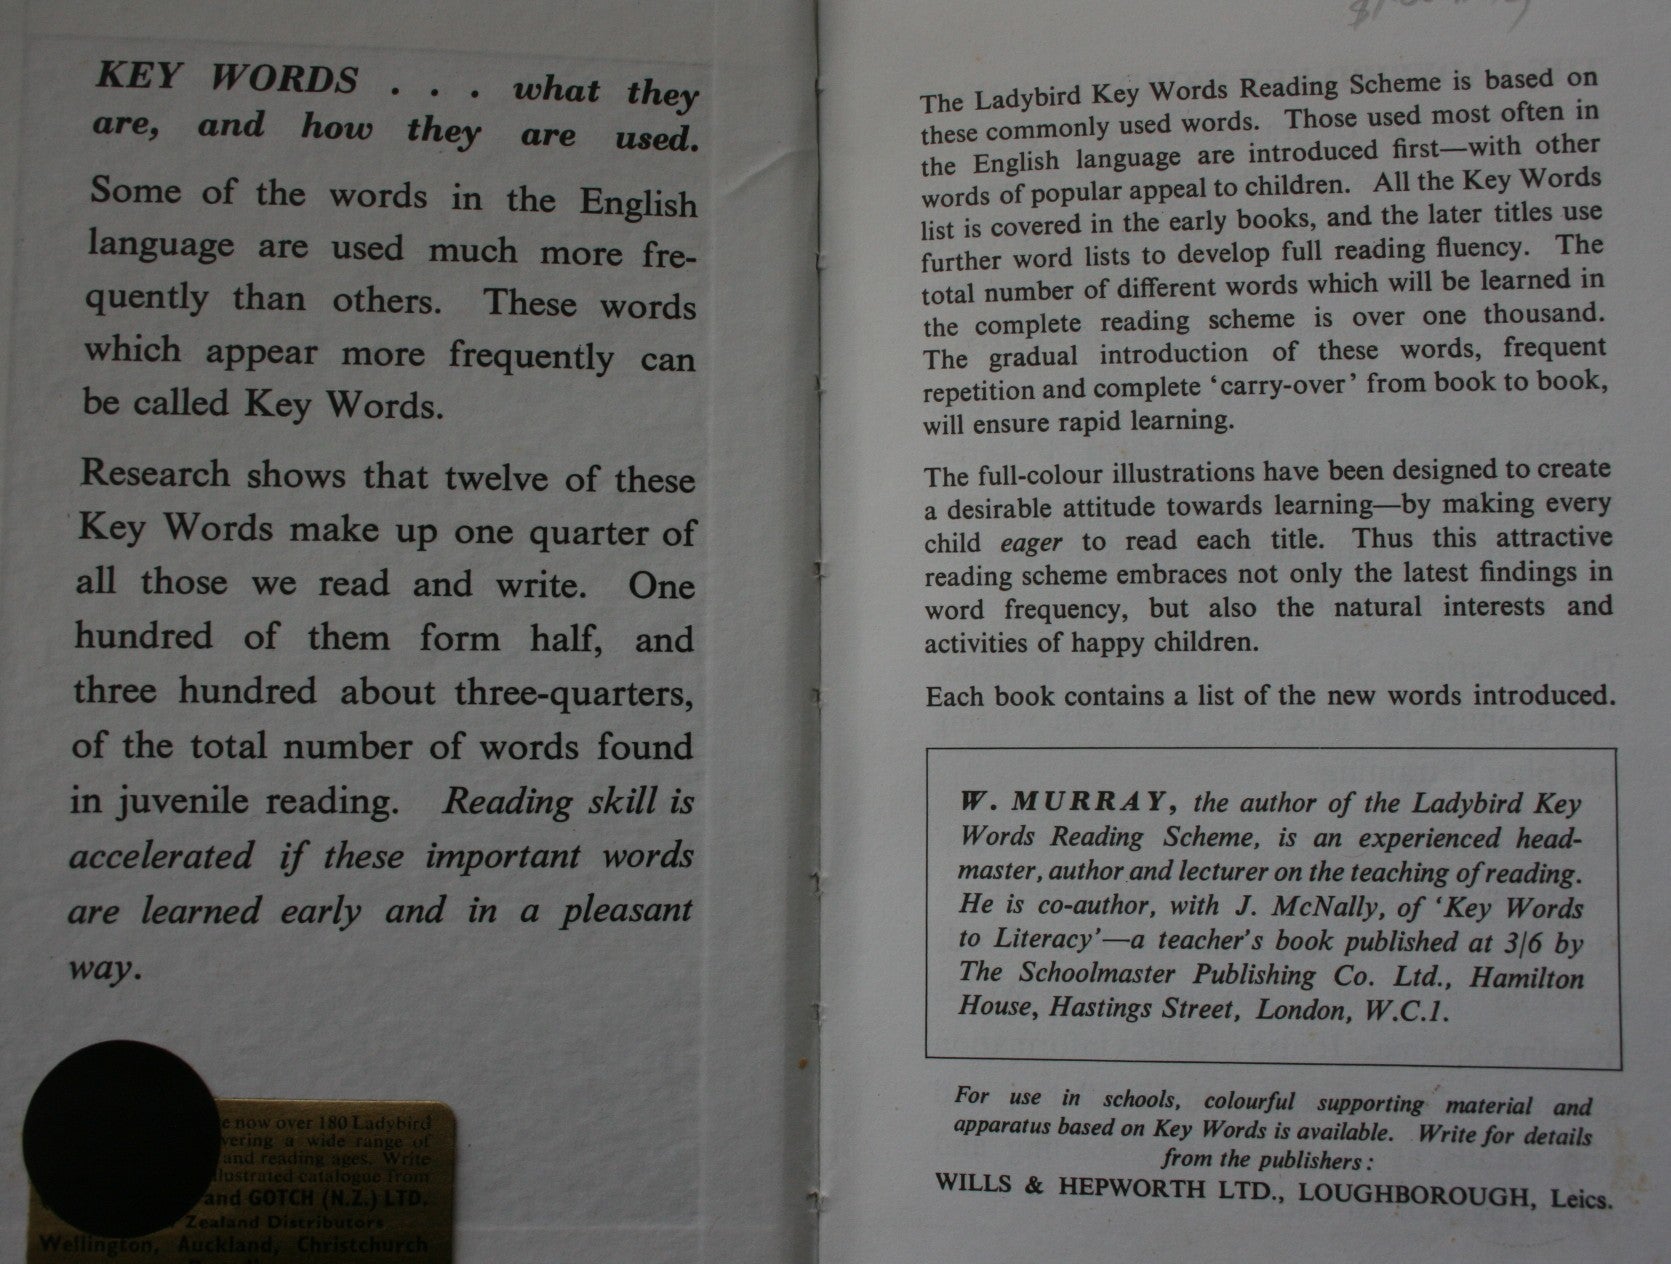 KEY WORDS . . . what they
are, and how they are used.
Some of the words in the English
language are used much more fre-
quently than others. These words
which appear more frequently can
be called Key Words.
Research shows that twelve of these
Key Words make up one quarter of
all those we read and write. One
hundred of them form half, and
three hundred about three-quarters,
of the total number of words found
in juvenile reading. Reading skill is
accelerated if these important words
are learned early and in a pleasant
way.
now over 180 Ladybird
a wide range of
and reading ages. Write
catalogue from
and GOTCH (N.Z.) LTD.
Zealand Distributors
Wellington, Auckland, Christchurch
The Ladybird Key Words Reading Scheme is based on
these commonly used words. Those used most often in
the English language are introduced first—with other
words of popular appeal to children. All the Key Words
list is covered in the early books, and the later titles use
further word lists to develop full reading fluency. The
total number of different words which will be learned in
the complete reading scheme is over one thousand.
The gradual introduction of these words, frequent
repetition and complete ‘carry-over’ from book to book,
will ensure rapid learning.
The full-colour illustrations have been designed to create
a desirable attitude towards learning—by making every
child eager to read each title. Thus this attractive
reading scheme embraces not only the latest findings in
word frequency, but also the natural interests and
activities of happy children.
Each book contains a list of the new words introduced.
W. MURRAY, the author of the Ladybird Key
Words Reading Scheme, is an experienced head-
master, author and lecturer on the teaching of reading.
He is co-author, with J. McNally, of ‘Key Words
to Literacy’—a teacher's book published at 3/6 by
The Schoolmaster Publishing Co. Ltd., Hamilton
House, Hastings Street, London, W.C.1.
For use in schools, colourful supporting material and
apparatus based on Key Words is available. Write for details
from the publishers:
WILLS & HEPWORTH LTD., LOUGHBOROUGH, Leics.